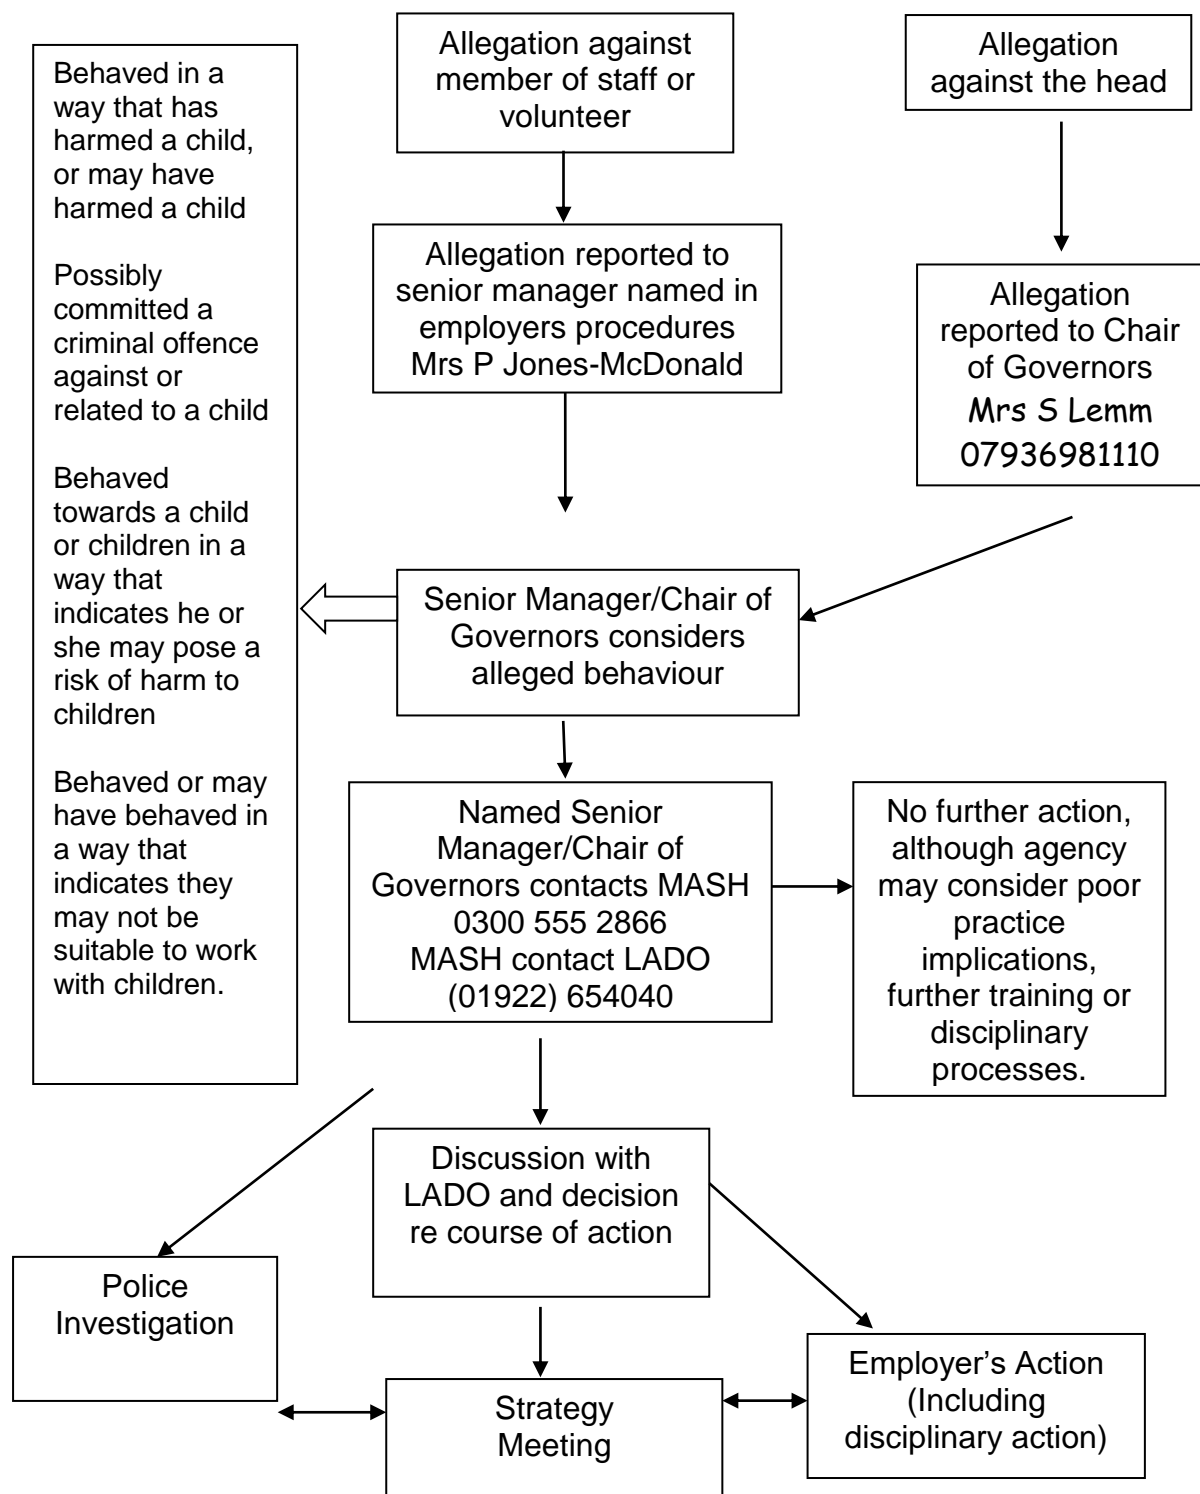 Allegation against
member of staff or
volunteer
Allegation
against the head
Behaved in a
way that has
harmed a child,
or may have
harmed a child
Possibly
committed a
criminal offence
against or
related to a child
Behaved
towards a child
or children in a
way that
indicates he or
she may pose a
risk of harm to
children
Behaved or may
have behaved in
a way that
indicates they
may not be
suitable to work
with children.
Allegation reported to
senior manager named in
employers procedures
Mrs P Jones-McDonald
Allegation
reported to Chair
of Governors
Mrs S Lemm
07936981110
Senior Manager/Chair of
Governors considers
alleged behaviour
Named Senior
Manager/Chair of
Governors contacts MASH
0300 555 2866
MASH contact LADO
(01922) 654040
No further action,
although agency
may consider poor
practice
implications,
further training or
disciplinary
processes.
Discussion with
LADO and decision
re course of action
Police
Investigation
Strategy
Meeting
Employer’s Action
(Including
disciplinary action)